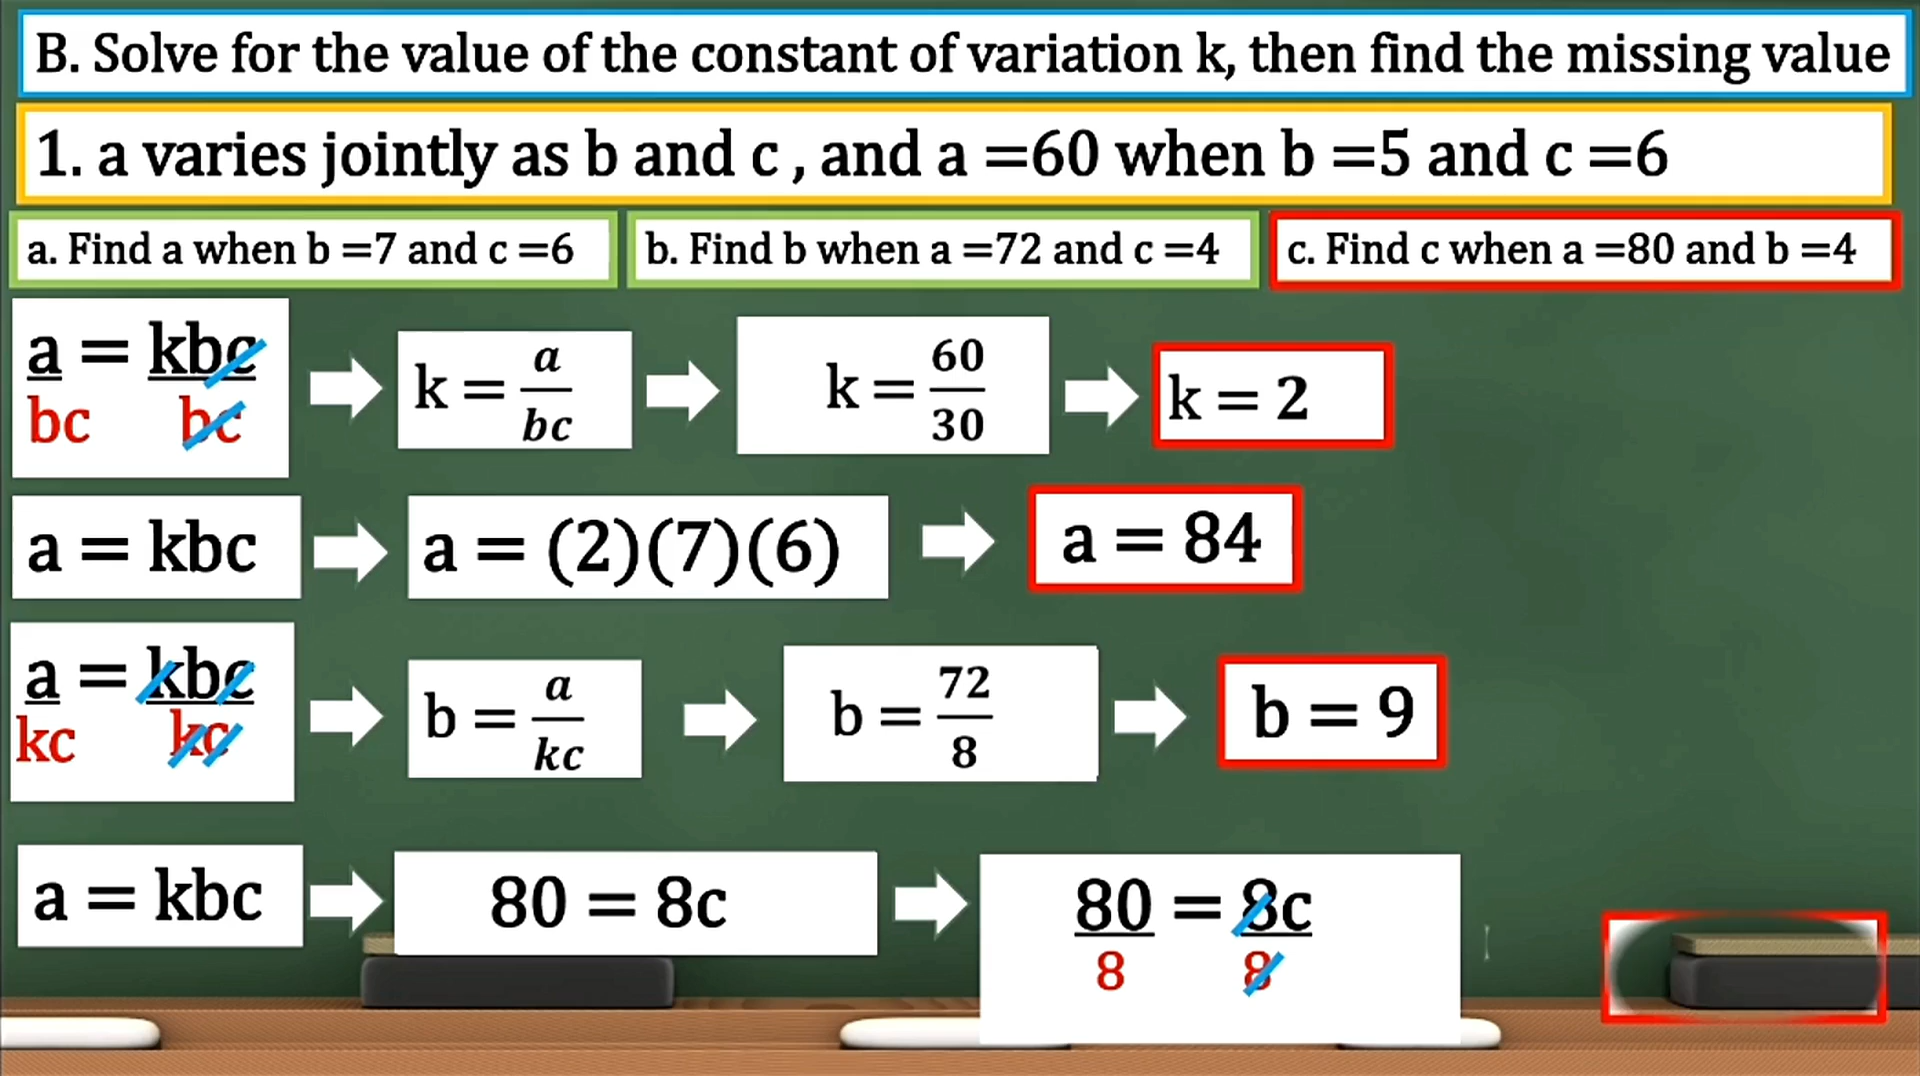 B. Solve for the value of the constant of variation k, then find the missing value
1. a varies jointly as b and c , and a =60 when b =5 and c =6
a. Find a when b =7 and c =6
b. Find b when a =72 and c =4
c. Find c when a =80 and b =4
a = kbc
bc bc
k = a/bc
k = 60/30
k = 2
a = kbc
a = (2)(7)(6)
a = 84
a = kbc
kc kc
b = a/kc
b = 72/8
b = 9
a = kbc
80 = 8c
80 = 8c
8 8